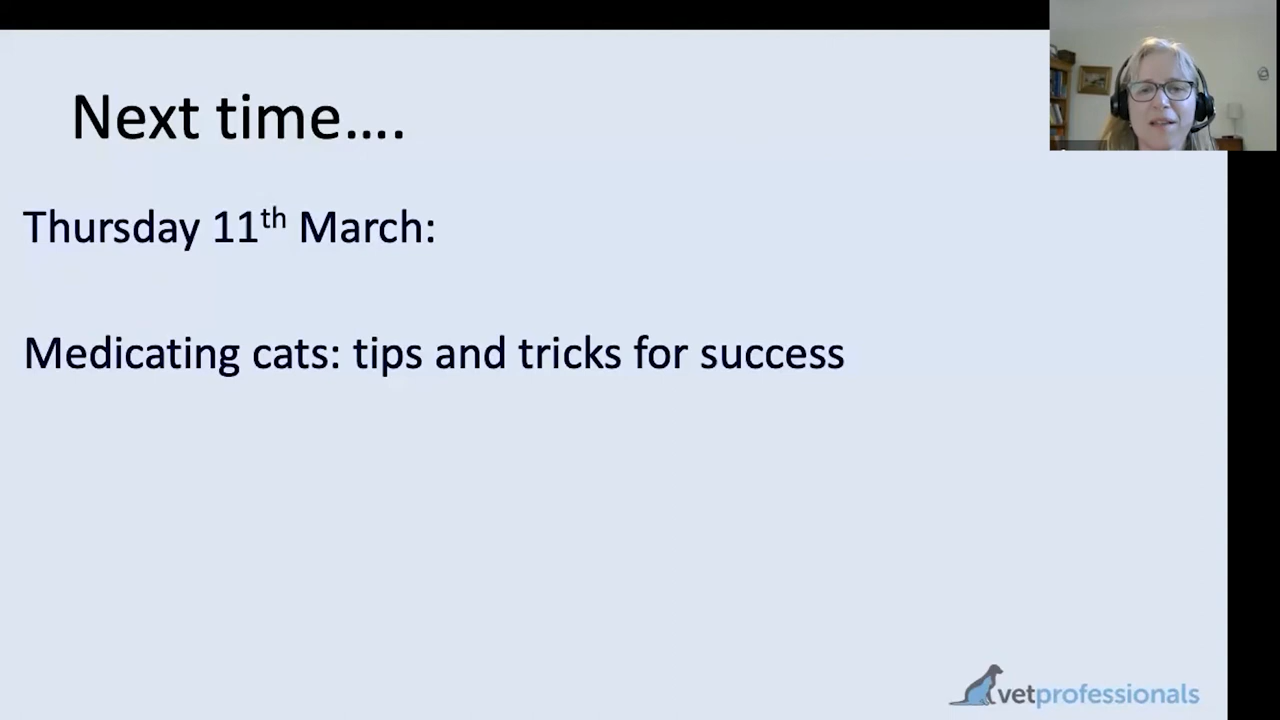 Next time….
Thursday 11th March:
Medicating cats: tips and tricks for success
vetprofessionals